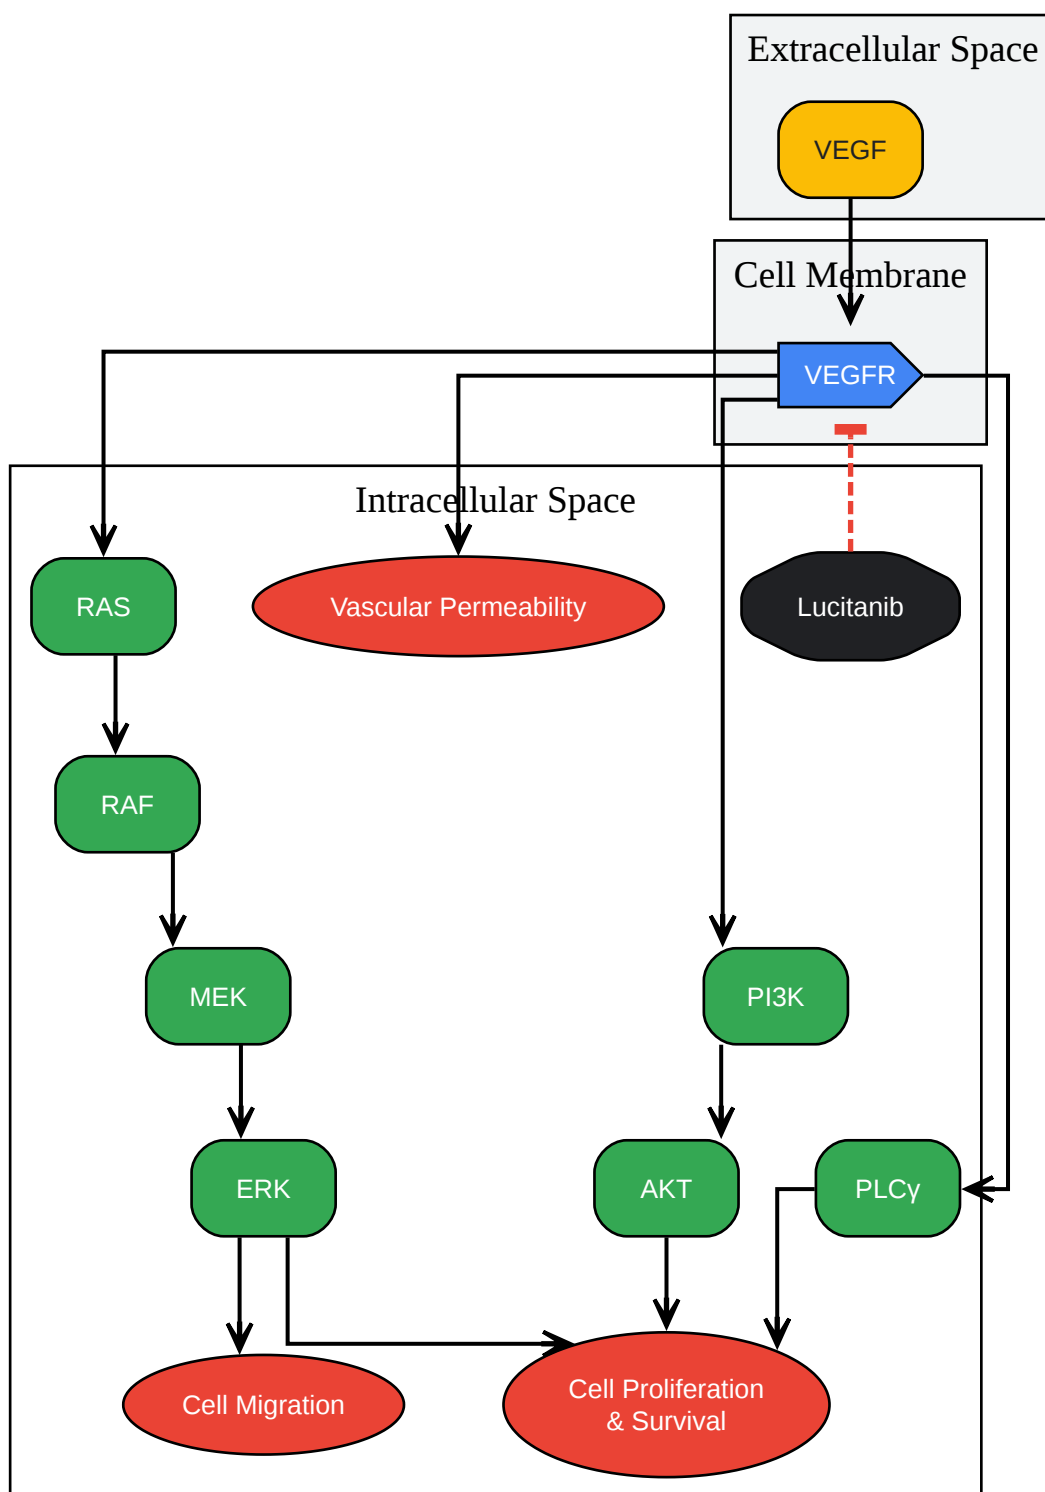 Extracellular Space
VEGF
Cell Membrane
VEGFR
Intracellular Space
RAS
Vascular Permeability
Lucitanib
RAF
MEK
PI3K
ERK
AKT
PLCγ
Cell Migration
Cell Proliferation
& Survival